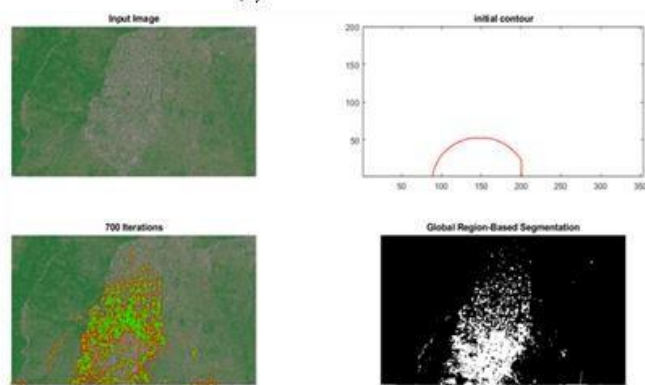 Input Image
initial contour
200
150
100
50
50 100 150 200 250 300 350
700 Iterations
Global Region-Based Segmentation